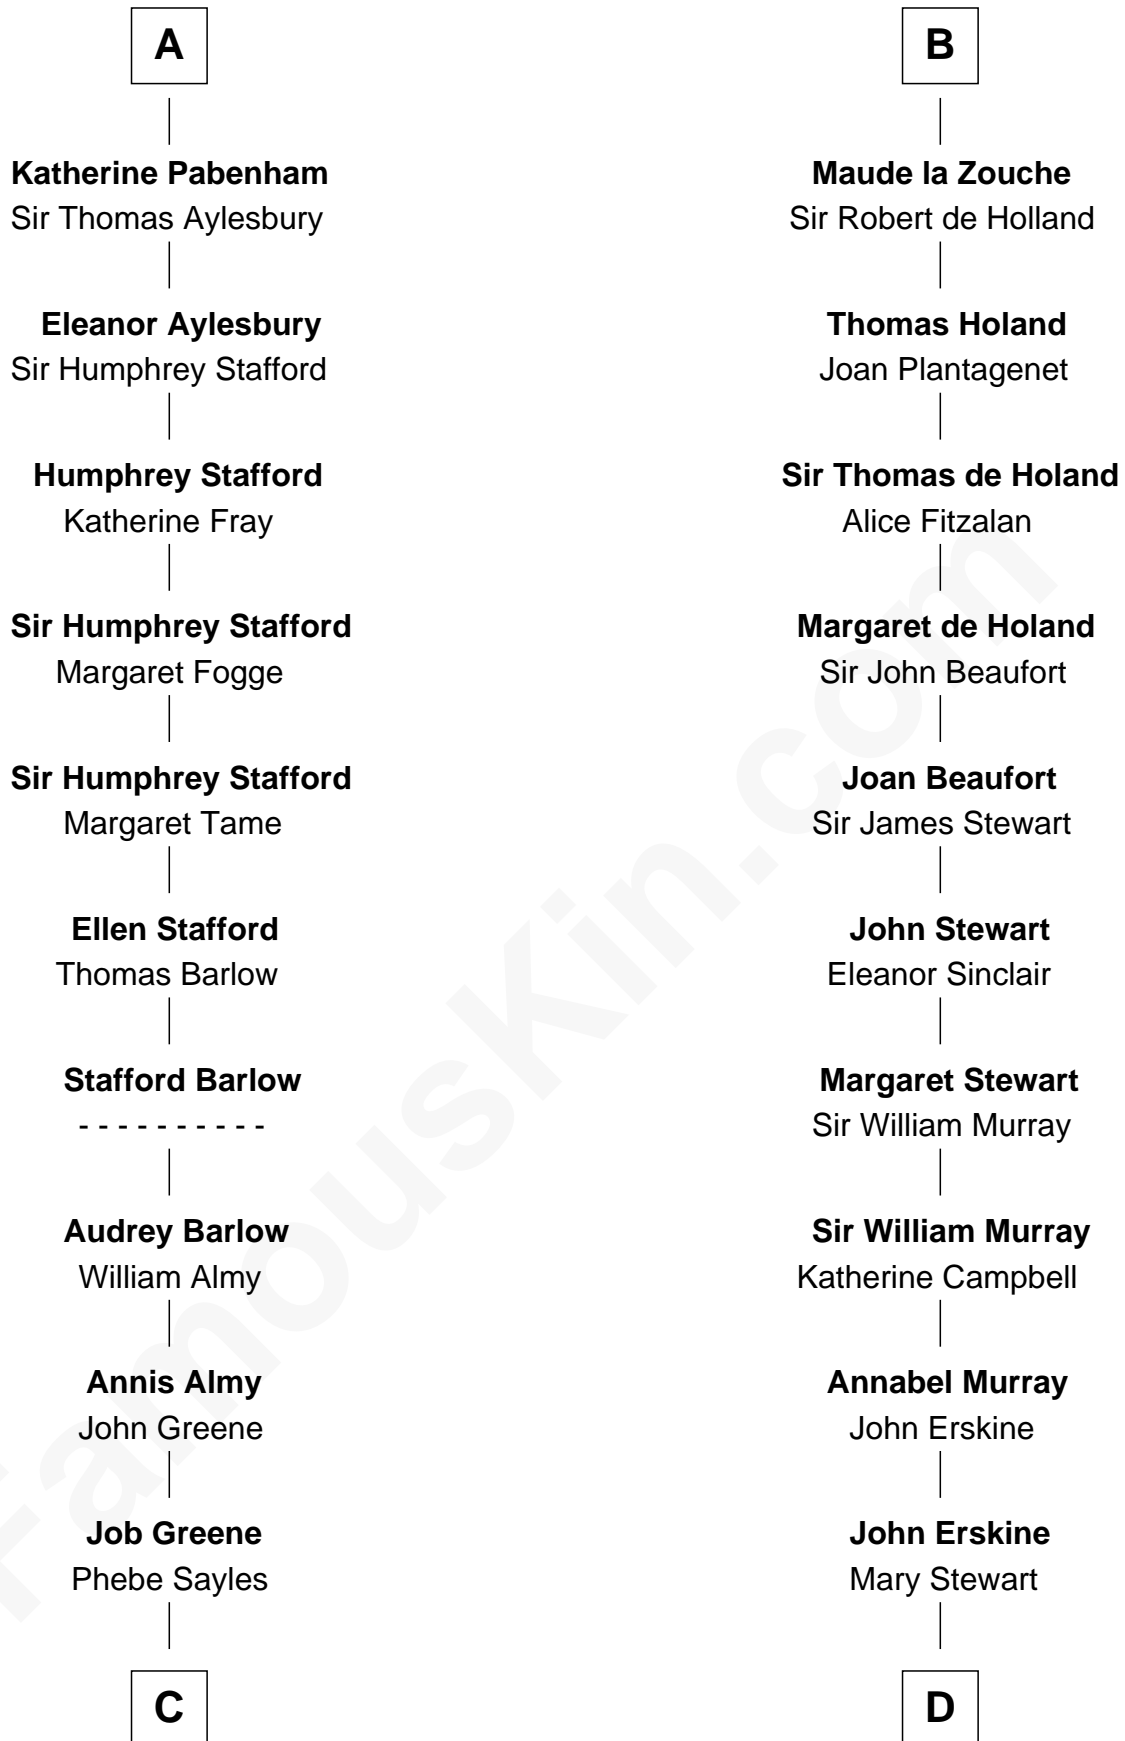 A
Katherine Pabenham
Sir Thomas Aylesbury
Eleanor Aylesbury
Sir Humphrey Stafford
Humphrey Stafford
Katherine Fray
Sir Humphrey Stafford
Margaret Fogge
Sir Humphrey Stafford
Margaret Tame
Ellen Stafford
Thomas Barlow
Stafford Barlow
- - - - - - - - - -
Audrey Barlow
William Almy
Annis Almy
John Greene
Job Greene
Phebe Sayles
C
B
Maude la Zouche
Sir Robert de Holland
Thomas Holand
Joan Plantagenet
Sir Thomas de Holand
Alice Fitzalan
Margaret de Holand
Sir John Beaufort
Joan Beaufort
Sir James Stewart
John Stewart
Eleanor Sinclair
Margaret Stewart
Sir William Murray
Sir William Murray
Katherine Campbell
Annabel Murray
John Erskine
John Erskine
Mary Stewart
D
FamousKin.com